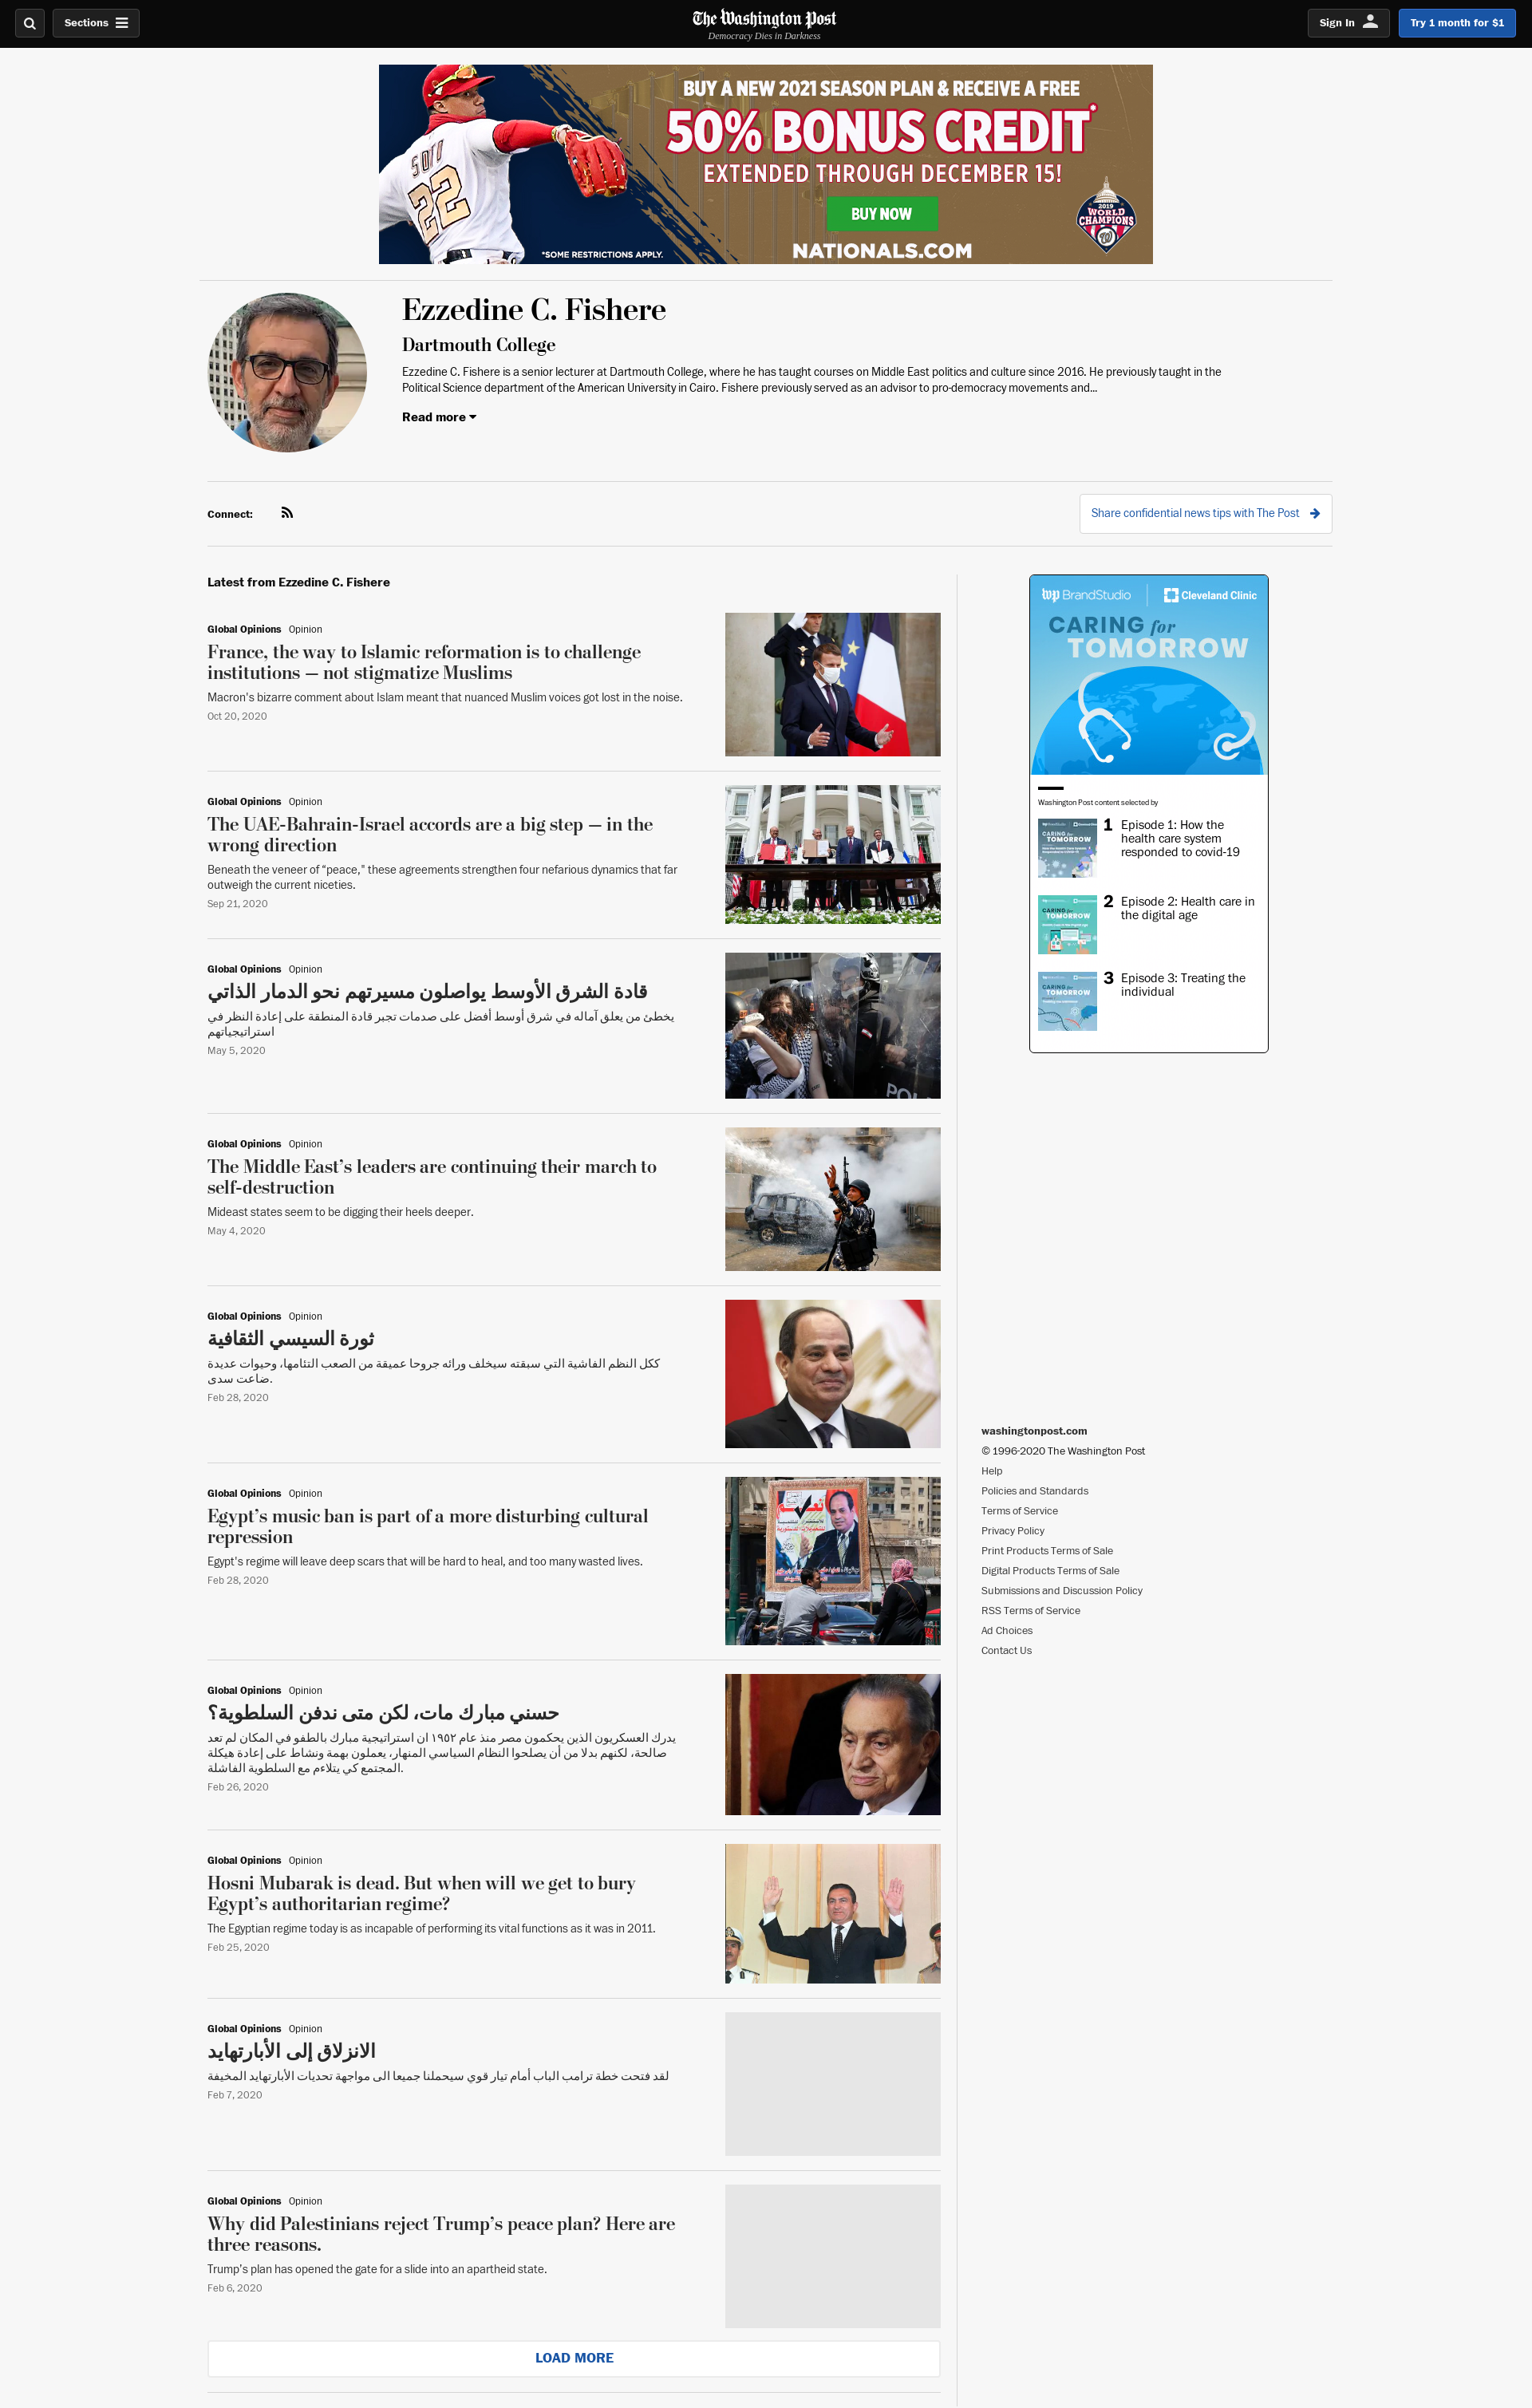 Sections
The Washington Post
Democracy Dies in Darkness
Sign In
Try 1 month for $1
BUY A NEW 2021 SEASON PLAN & RECEIVE A FREE
50% BONUS CREDIT*
EXTENDED THROUGH DECEMBER 15!
BUY NOW
*SOME RESTRICTIONS APPLY.
NATIONALS.COM
SOTO
22
2019
WORLD
CHAMPIONS
Ezzedine C. Fishere
Dartmouth College
Ezzedine C. Fishere is a senior lecturer at Dartmouth College, where he has taught courses on Middle East politics and culture since 2016. He previously taught in the
Political Science department of the American University in Cairo. Fishere previously served as an advisor to pro-democracy movements and...
Read more
Connect:
Share confidential news tips with The Post
Latest from Ezzedine C. Fishere
Global Opinions Opinion
France, the way to Islamic reformation is to challenge
institutions — not stigmatize Muslims
Macron's bizarre comment about Islam meant that nuanced Muslim voices got lost in the noise.
Oct 20, 2020
Global Opinions Opinion
The UAE-Bahrain-Israel accords are a big step — in the
wrong direction
Beneath the veneer of “peace," these agreements strengthen four nefarious dynamics that far
outweigh the current niceties.
Sep 21, 2020
Global Opinions Opinion
قادة الشرق الأوسط يواصلون مسيرتهم نحو الدمار الذاتي
يخطئ من يعلق آماله في شرق أوسط أفضل على صدمات تجبر قادة المنطقة على إعادة النظر في
استراتيجياتهم
May 5, 2020
Global Opinions Opinion
The Middle East’s leaders are continuing their march to
self-destruction
Mideast states seem to be digging their heels deeper.
May 4, 2020
Global Opinions Opinion
ثورة السيسي الثقافية
ككل النظم الفاشية التي سبقته سيخلف ورائه جروحا عميقة من الصعب التئامها، وحيوات عديدة
ضاعت سدى.
Feb 28, 2020
Global Opinions Opinion
Egypt’s music ban is part of a more disturbing cultural
repression
Egypt's regime will leave deep scars that will be hard to heal, and too many wasted lives.
Feb 28, 2020
Global Opinions Opinion
حسني مبارك مات، لكن متى ندفن السلطوية؟
يدرك العسكريون الذين يحكمون مصر منذ عام ١٩٥٢ ان استراتيجية مبارك بالطفو في المكان لم تعد
صالحة، لكنهم بدلا من أن يصلحوا النظام السياسي المنهار، يعملون بهمة ونشاط على إعادة هيكلة
المجتمع كي يتلاءم مع السلطوية الفاشلة.
Feb 26, 2020
Global Opinions Opinion
Hosni Mubarak is dead. But when will we get to bury
Egypt’s authoritarian regime?
The Egyptian regime today is as incapable of performing its vital functions as it was in 2011.
Feb 25, 2020
Global Opinions Opinion
الانزلاق إلى الأبارتهايد
لقد فتحت خطة ترامب الباب أمام تيار قوي سيحملنا جميعا الى مواجهة تحديات الأبارتهايد المخيفة
Feb 7, 2020
Global Opinions Opinion
Why did Palestinians reject Trump’s peace plan? Here are
three reasons.
Trump's plan has opened the gate for a slide into an apartheid state.
Feb 6, 2020
LOAD MORE
wp BrandStudio
Cleveland Clinic
CARING for
TOMORROW
Washington Post content selected by
1 Episode 1: How the
health care system
responded to covid-19
2 Episode 2: Health care in
the digital age
3 Episode 3: Treating the
individual
washingtonpost.com
© 1996-2020 The Washington Post
Help
Policies and Standards
Terms of Service
Privacy Policy
Print Products Terms of Sale
Digital Products Terms of Sale
Submissions and Discussion Policy
RSS Terms of Service
Ad Choices
Contact Us